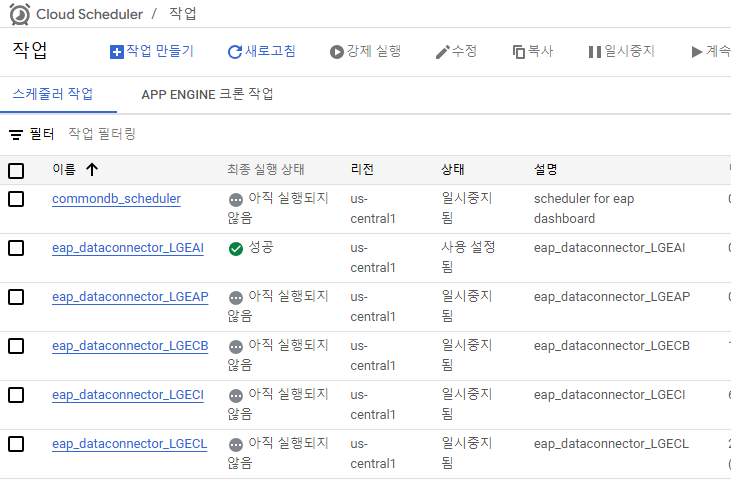 Cloud Scheduler / 작업
작업 작업 만들기 새로고침 강제 실행 수정 복사 일시중지 계속
스케줄러 작업 APP ENGINE 크론 작업
필터 작업 필터링
이름 최종 실행 상태 리전 상태 설명
commondb_scheduler 아직 실행되지 us- 일시중지 scheduler for eap
않음 central1 됨 dashboard
eap_dataconnector_LGEAI 성공 us- 사용 설정 eap_dataconnector_LGEAI
central1 됨
eap_dataconnector_LGEAP 아직 실행되지 us- 일시중지 eap_dataconnector_LGEAP
않음 central1 됨
eap_dataconnector_LGECB 아직 실행되지 us- 일시중지 eap_dataconnector_LGECB
않음 central1 됨
eap_dataconnector_LGECI 아직 실행되지 us- 일시중지 eap_dataconnector_LGECI
않음 central1 됨
eap_dataconnector_LGECL 아직 실행되지 us- 일시중지 eap_dataconnector_LGECL
않음 central1 됨